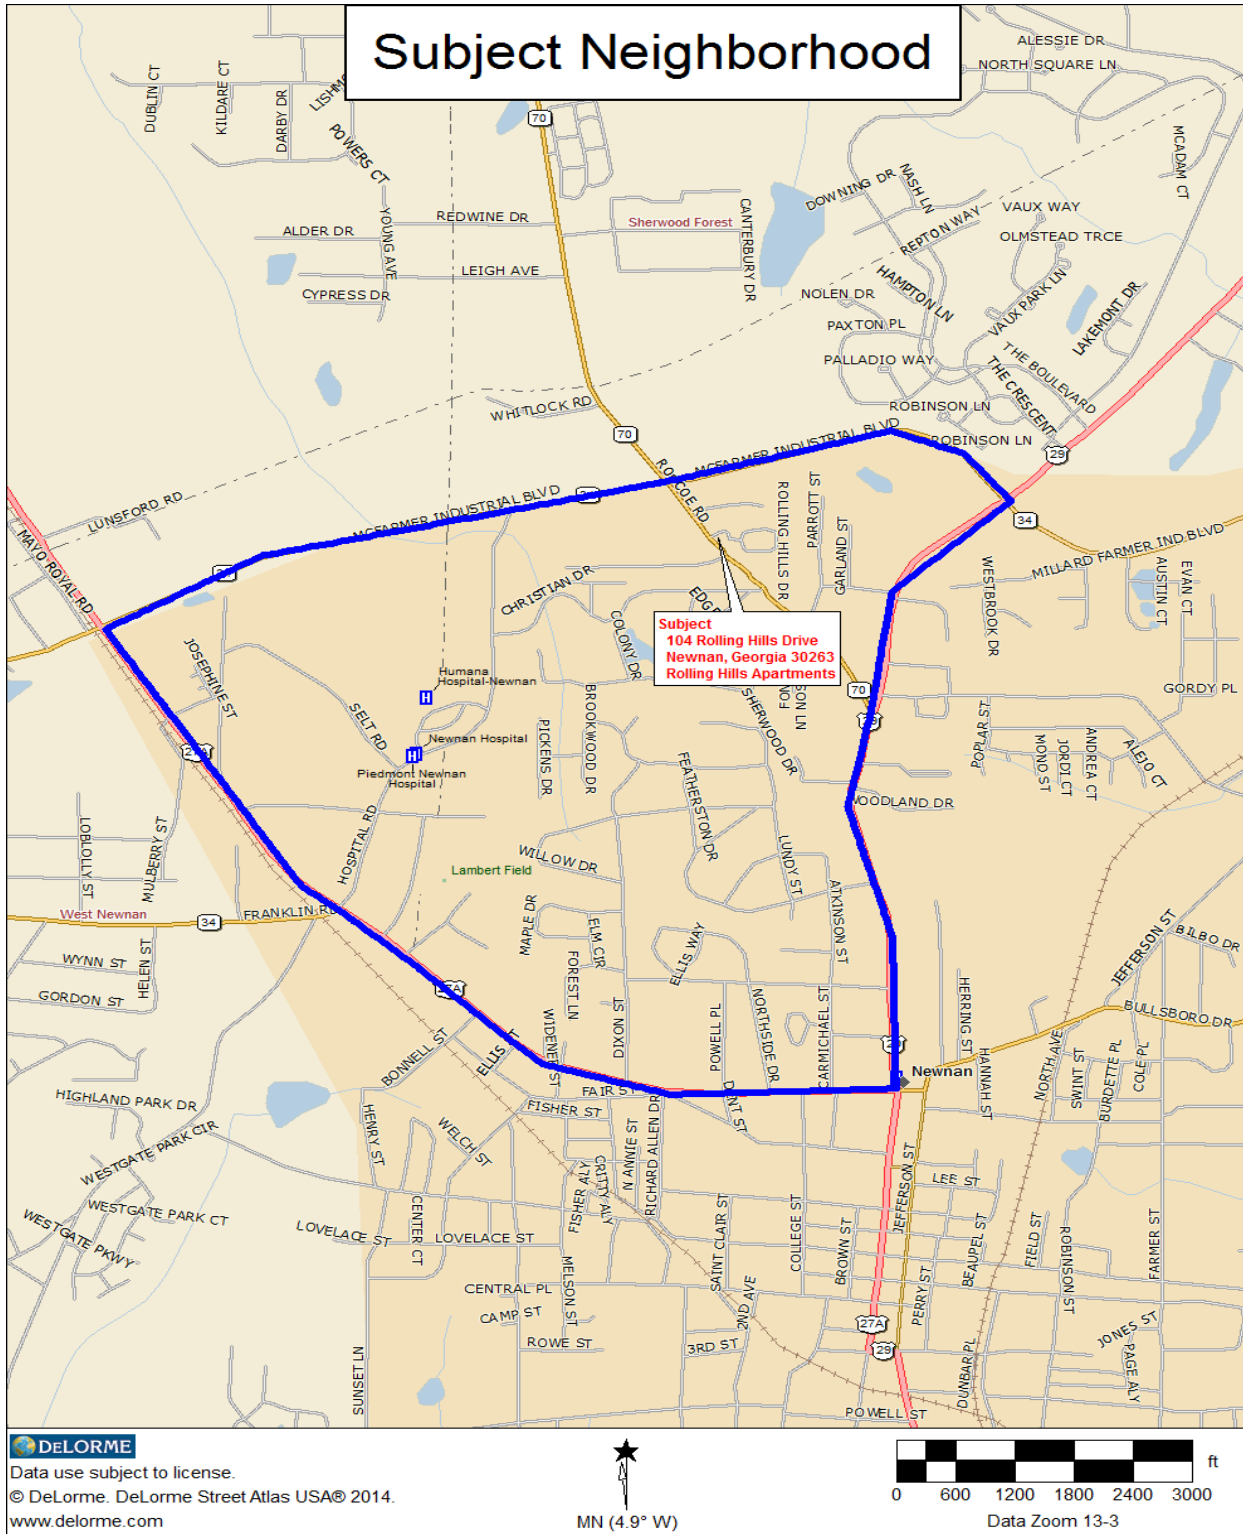 Subject Neighborhood
ALESSIE DR
NORTH SQUARE LN
DUBLIN CT
KILDARE CT
DARBY DR
POWERS CT
70
MCADAM CT
DOWNING DR
NASH LN
REPTON WAY
VAUX WAY
OLMSTEAD TRCE
REDWINE DR
ALDER DR
YOUNG AVE
Sherwood Forest
CANTERBURY DR
LEIGH AVE
CYPRESS DR
NOLEN DR
HAMPTON LN
VAUX PARK LN
LAKEMONT DR
PAXTON PL
PALLADIO WAY
THE BOULEVARD
THE CRESCENT
WHITLOCK RD
ROBINSON LN
ROBINSON LN
70
29
MCFARMER INDUSTRIAL BLVD
MCFARMER INDUSTRIAL BLVD
ROSCOE RD
LUNSFORD RD
MAYO ROYAL RD
ROLLING HILLS DR
PARROTT ST
GARLAND ST
34
MILLARD FARMER IND BLVD
WESTBROOK DR
AUSTIN CT
EVAN CT
CHRISTIAN DR
COLONY DR
Subject
104 Rolling Hills Drive
Newnan, Georgia 30263
Rolling Hills Apartments
JOSEPHINE ST
SELT RD
Humana
Hospital-Newnan
H
Newnan Hospital
H
Piedmont Newnan
Hospital
BROOKWOOD DR
PICKENS DR
SHERWOOD DR
70
29
GORDY PL
POPLAR ST
MONO ST
JORDI CT
ANDREA CT
ALEIO CT
27A
FEATHERSTON DR
WOODLAND DR
LOBLOLLY ST
MULBERRY ST
HOSPITAL RD
WILLOW DR
Lambert Field
LUNDY ST
ATKINSON ST
West Newnan
34
FRANKLIN RD
MAPLE DR
ELM CIR
FOREST LN
ELLIS WAY
WYNN ST
HELEN ST
GORDON ST
27A
JEFFERSON ST
BILBO DR
BULLSBORO DR
BONNELL ST
ELLIS
WIDENER ST
DIXON ST
POWELL PL
NORTHSIDE DR
CARMICHAEL ST
29
HERRING ST
HANNAH ST
Newnan
NORTH AVE
SWINT ST
BURDETTE PL
COLE PL
FAIR ST
FISHER ST
DENT ST
HIGHLAND PARK DR
WESTGATE PARK CIR
HENRY ST
WELCH ST
N ANNIE ST
RICHARD ALLEN DR
CRITTY ALY
FISHER ALY
JEFFERSON ST
LEE ST
WESTGATE PARK CT
WESTGATE PKWY
LOVELACE ST
CENTER CT
LOVELACE ST
MELSON ST
SAINT CLAIR ST
COLLEGE ST
BROWN ST
BEAUPEL ST
FIELD ST
ROBINSON ST
FARMER ST
CENTRAL PL
CAMP ST
ROWE ST
2ND AVE
3RD ST
PERRY ST
27A
29
JONES ST
PAGE ALY
DUNBAR PL
SUNSET LN
POWELL ST
DELORME
Data use subject to license.
© DeLorme. DeLorme Street Atlas USA® 2014.
www.delorme.com
MN (4.9° W)
ft
0 600 1200 1800 2400 3000
Data Zoom 13-3